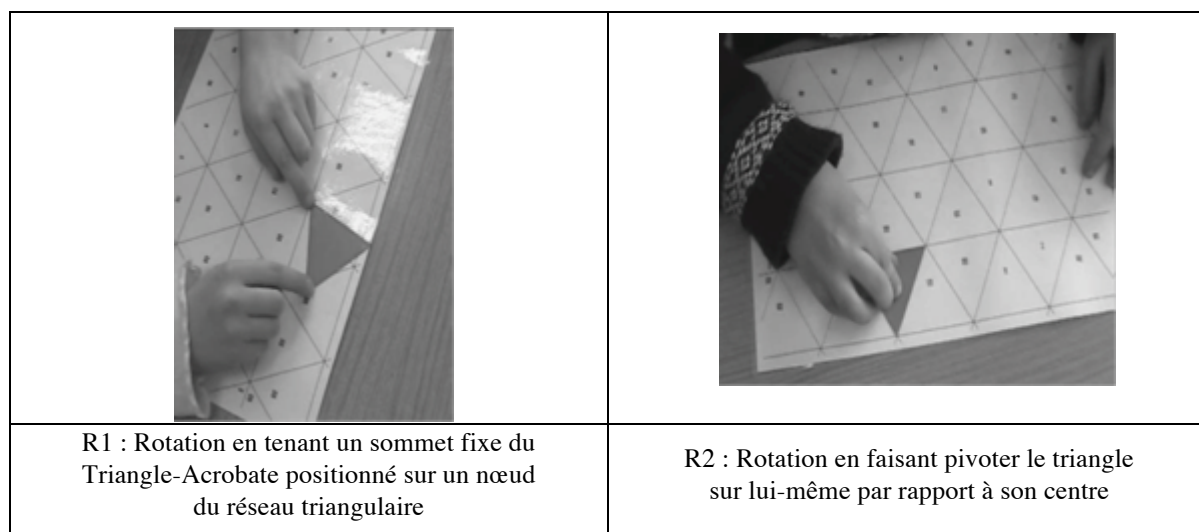 R1 : Rotation en tenant un sommet fixe du
Triangle-Acrobate positionné sur un nœud
du réseau triangulaire
R2 : Rotation en faisant pivoter le triangle
sur lui-même par rapport à son centre